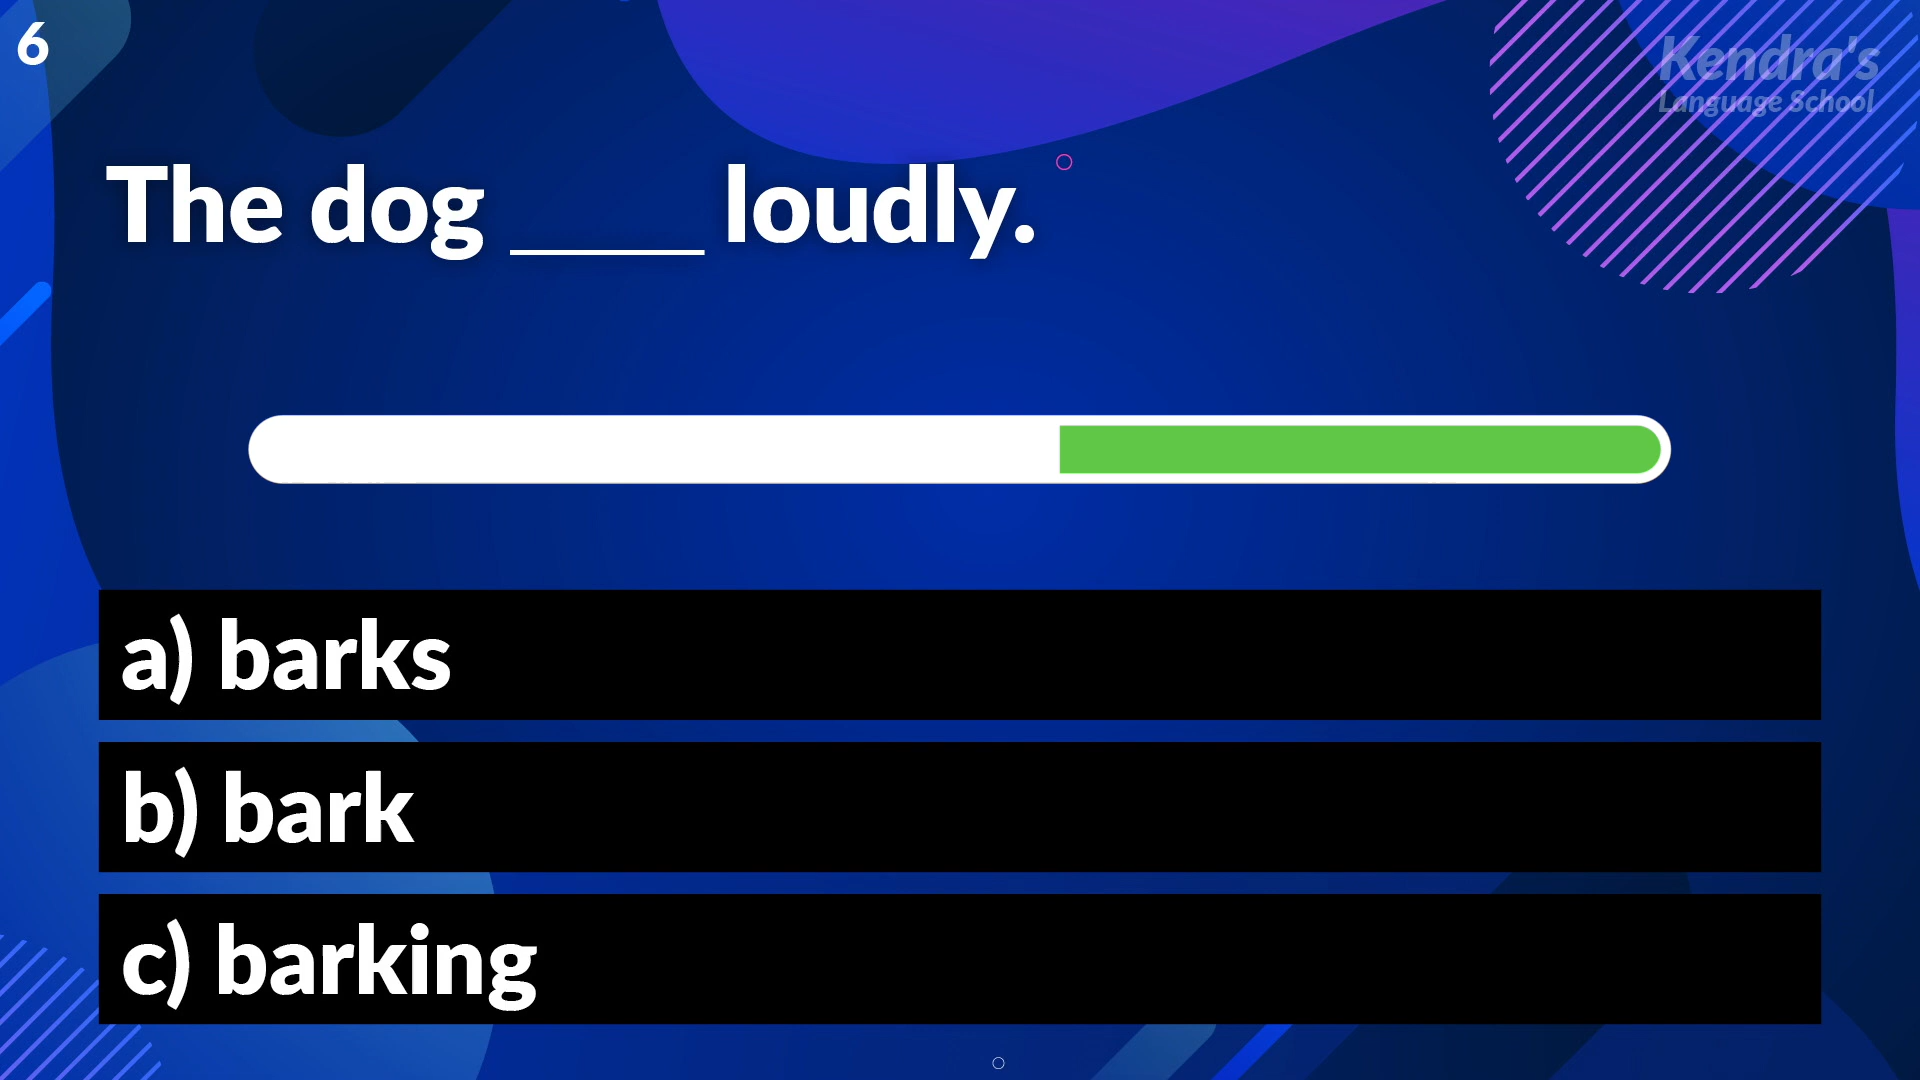 6
Kendra's
Language School
The dog ____ loudly.
a) barks
b) bark
c) barking